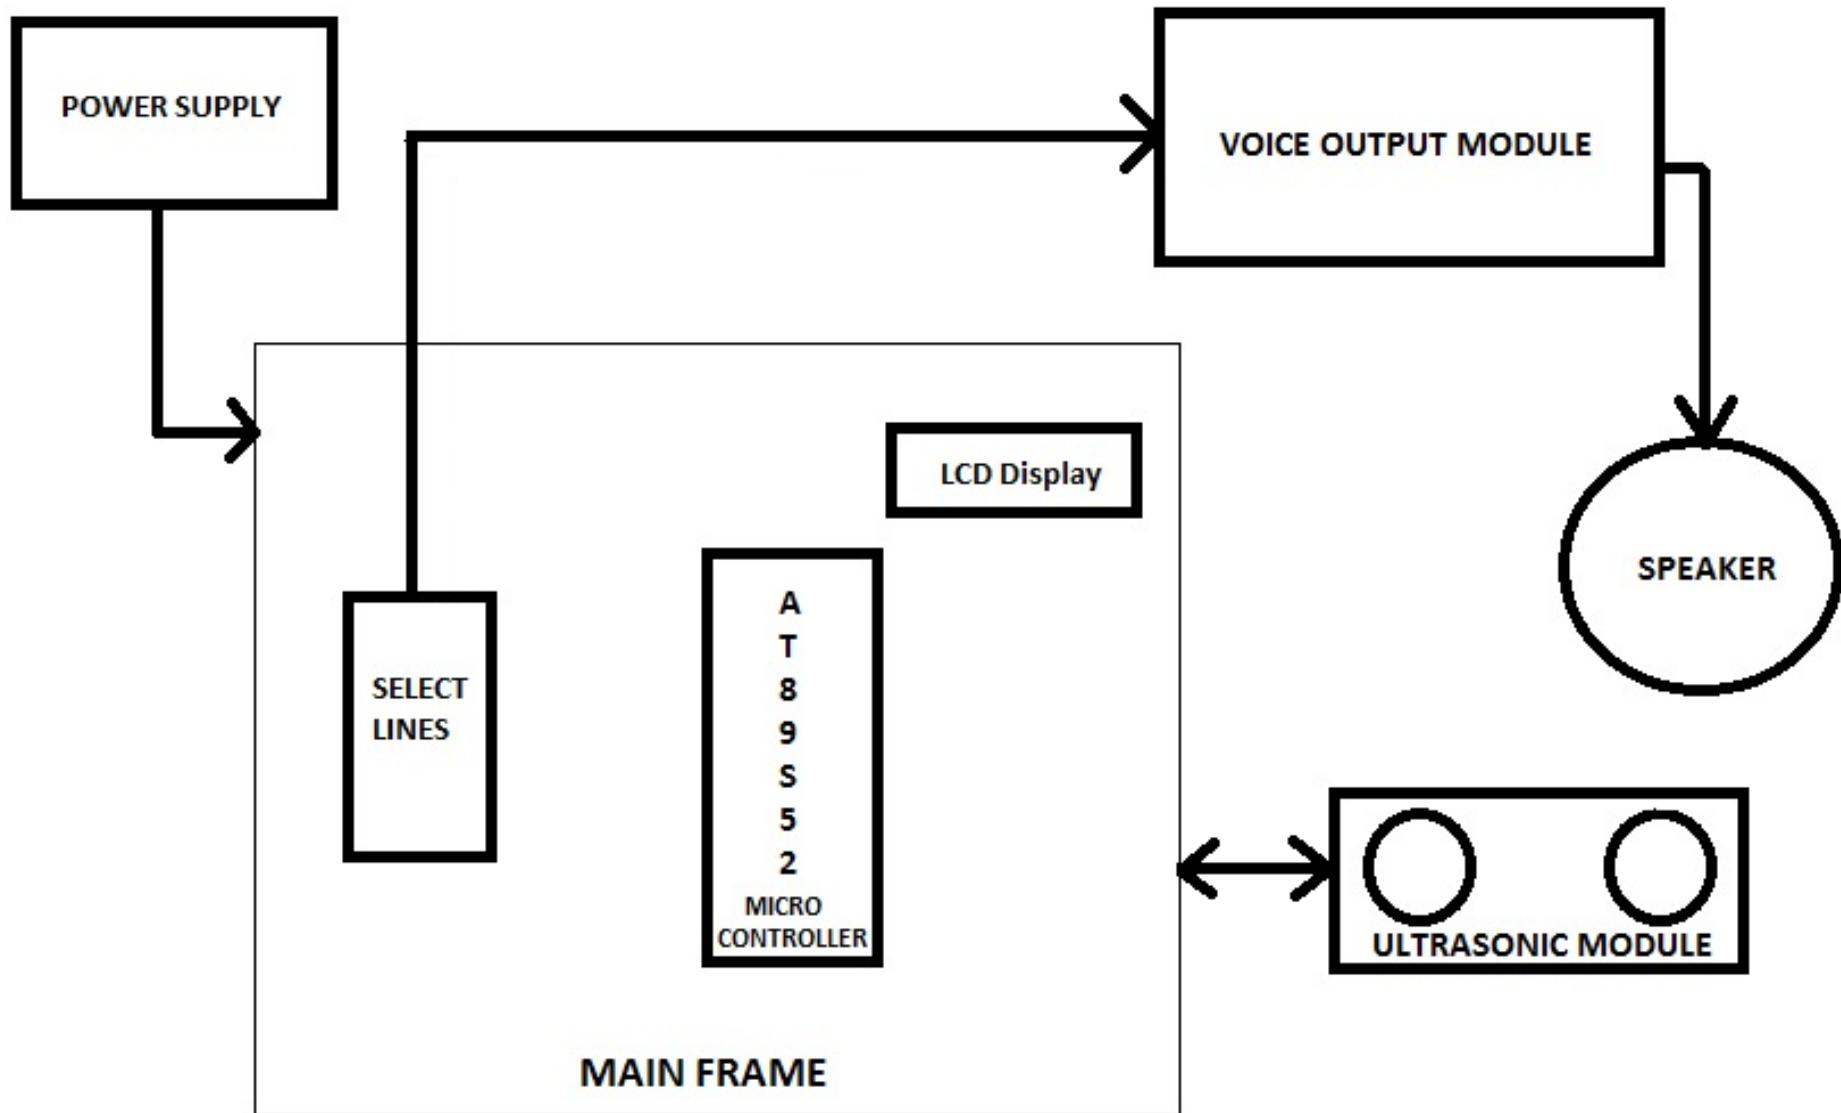 POWER SUPPLY
VOICE OUTPUT MODULE
LCD Display
SPEAKER
SELECT
LINES
A
T
8
9
S
5
2
MICRO
CONTROLLER
ULTRASONIC MODULE
MAIN FRAME